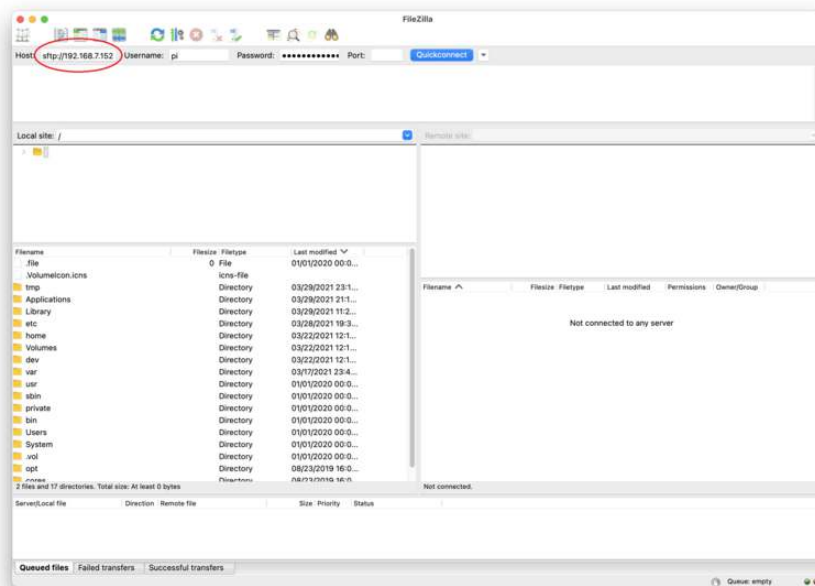 FileZilla
Host: sftp://192.168.7.152 Username: pi Password: •••••••••••• Port: Quickconnect
Local site: / Remote site:
Filename Filesize Filetype Last modified
.file 0 File 01/01/2020 00:0...
.VolumeIcon.icns icns-file
tmp Directory 03/29/2021 23:1...
Applications Directory 03/29/2021 21:1...
Library Directory 03/29/2021 11:2...
etc Directory 03/28/2021 19:3...
home Directory 03/22/2021 12:1...
Volumes Directory 03/22/2021 12:1...
dev Directory 03/22/2021 12:1...
var Directory 03/17/2021 23:4...
usr Directory 01/01/2020 00:0...
sbin Directory 01/01/2020 00:0...
private Directory 01/01/2020 00:0...
bin Directory 01/01/2020 00:0...
Users Directory 01/01/2020 00:0...
System Directory 01/01/2020 00:0...
.vol Directory 01/01/2020 00:0...
opt Directory 08/23/2019 16:0...
cores Directory 08/23/2019 16:0...
2 files and 17 directories. Total size: At least 0 bytes
Filename Filesize Filetype Last modified Permissions Owner/Group
Not connected to any server
Not connected.
Server/Local file Direction Remote file Size Priority Status
Queued files Failed transfers Successful transfers
Queue: empty